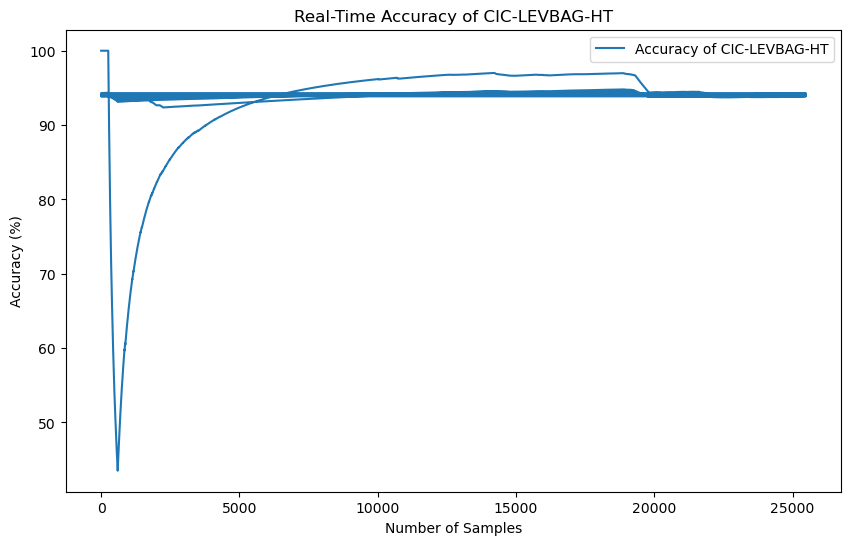 Real-Time Accuracy of CIC-LEVBAG-HT
Accuracy of CIC-LEVBAG-HT
Accuracy (%)
100
90
80
70
60
50
0 5000 10000 15000 20000 25000
Number of Samples